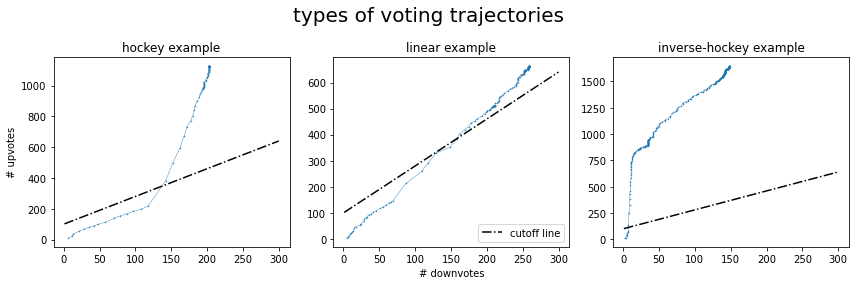 types of voting trajectories
hockey example
linear example
inverse-hockey example
# upvotes
1000
800
600
400
200
0
0 50 100 150 200 250 300
600
500
400
300
200
100
0
cutoff line
0 50 100 150 200 250 300
# downvotes
1500
1250
1000
750
500
250
0
0 50 100 150 200 250 300